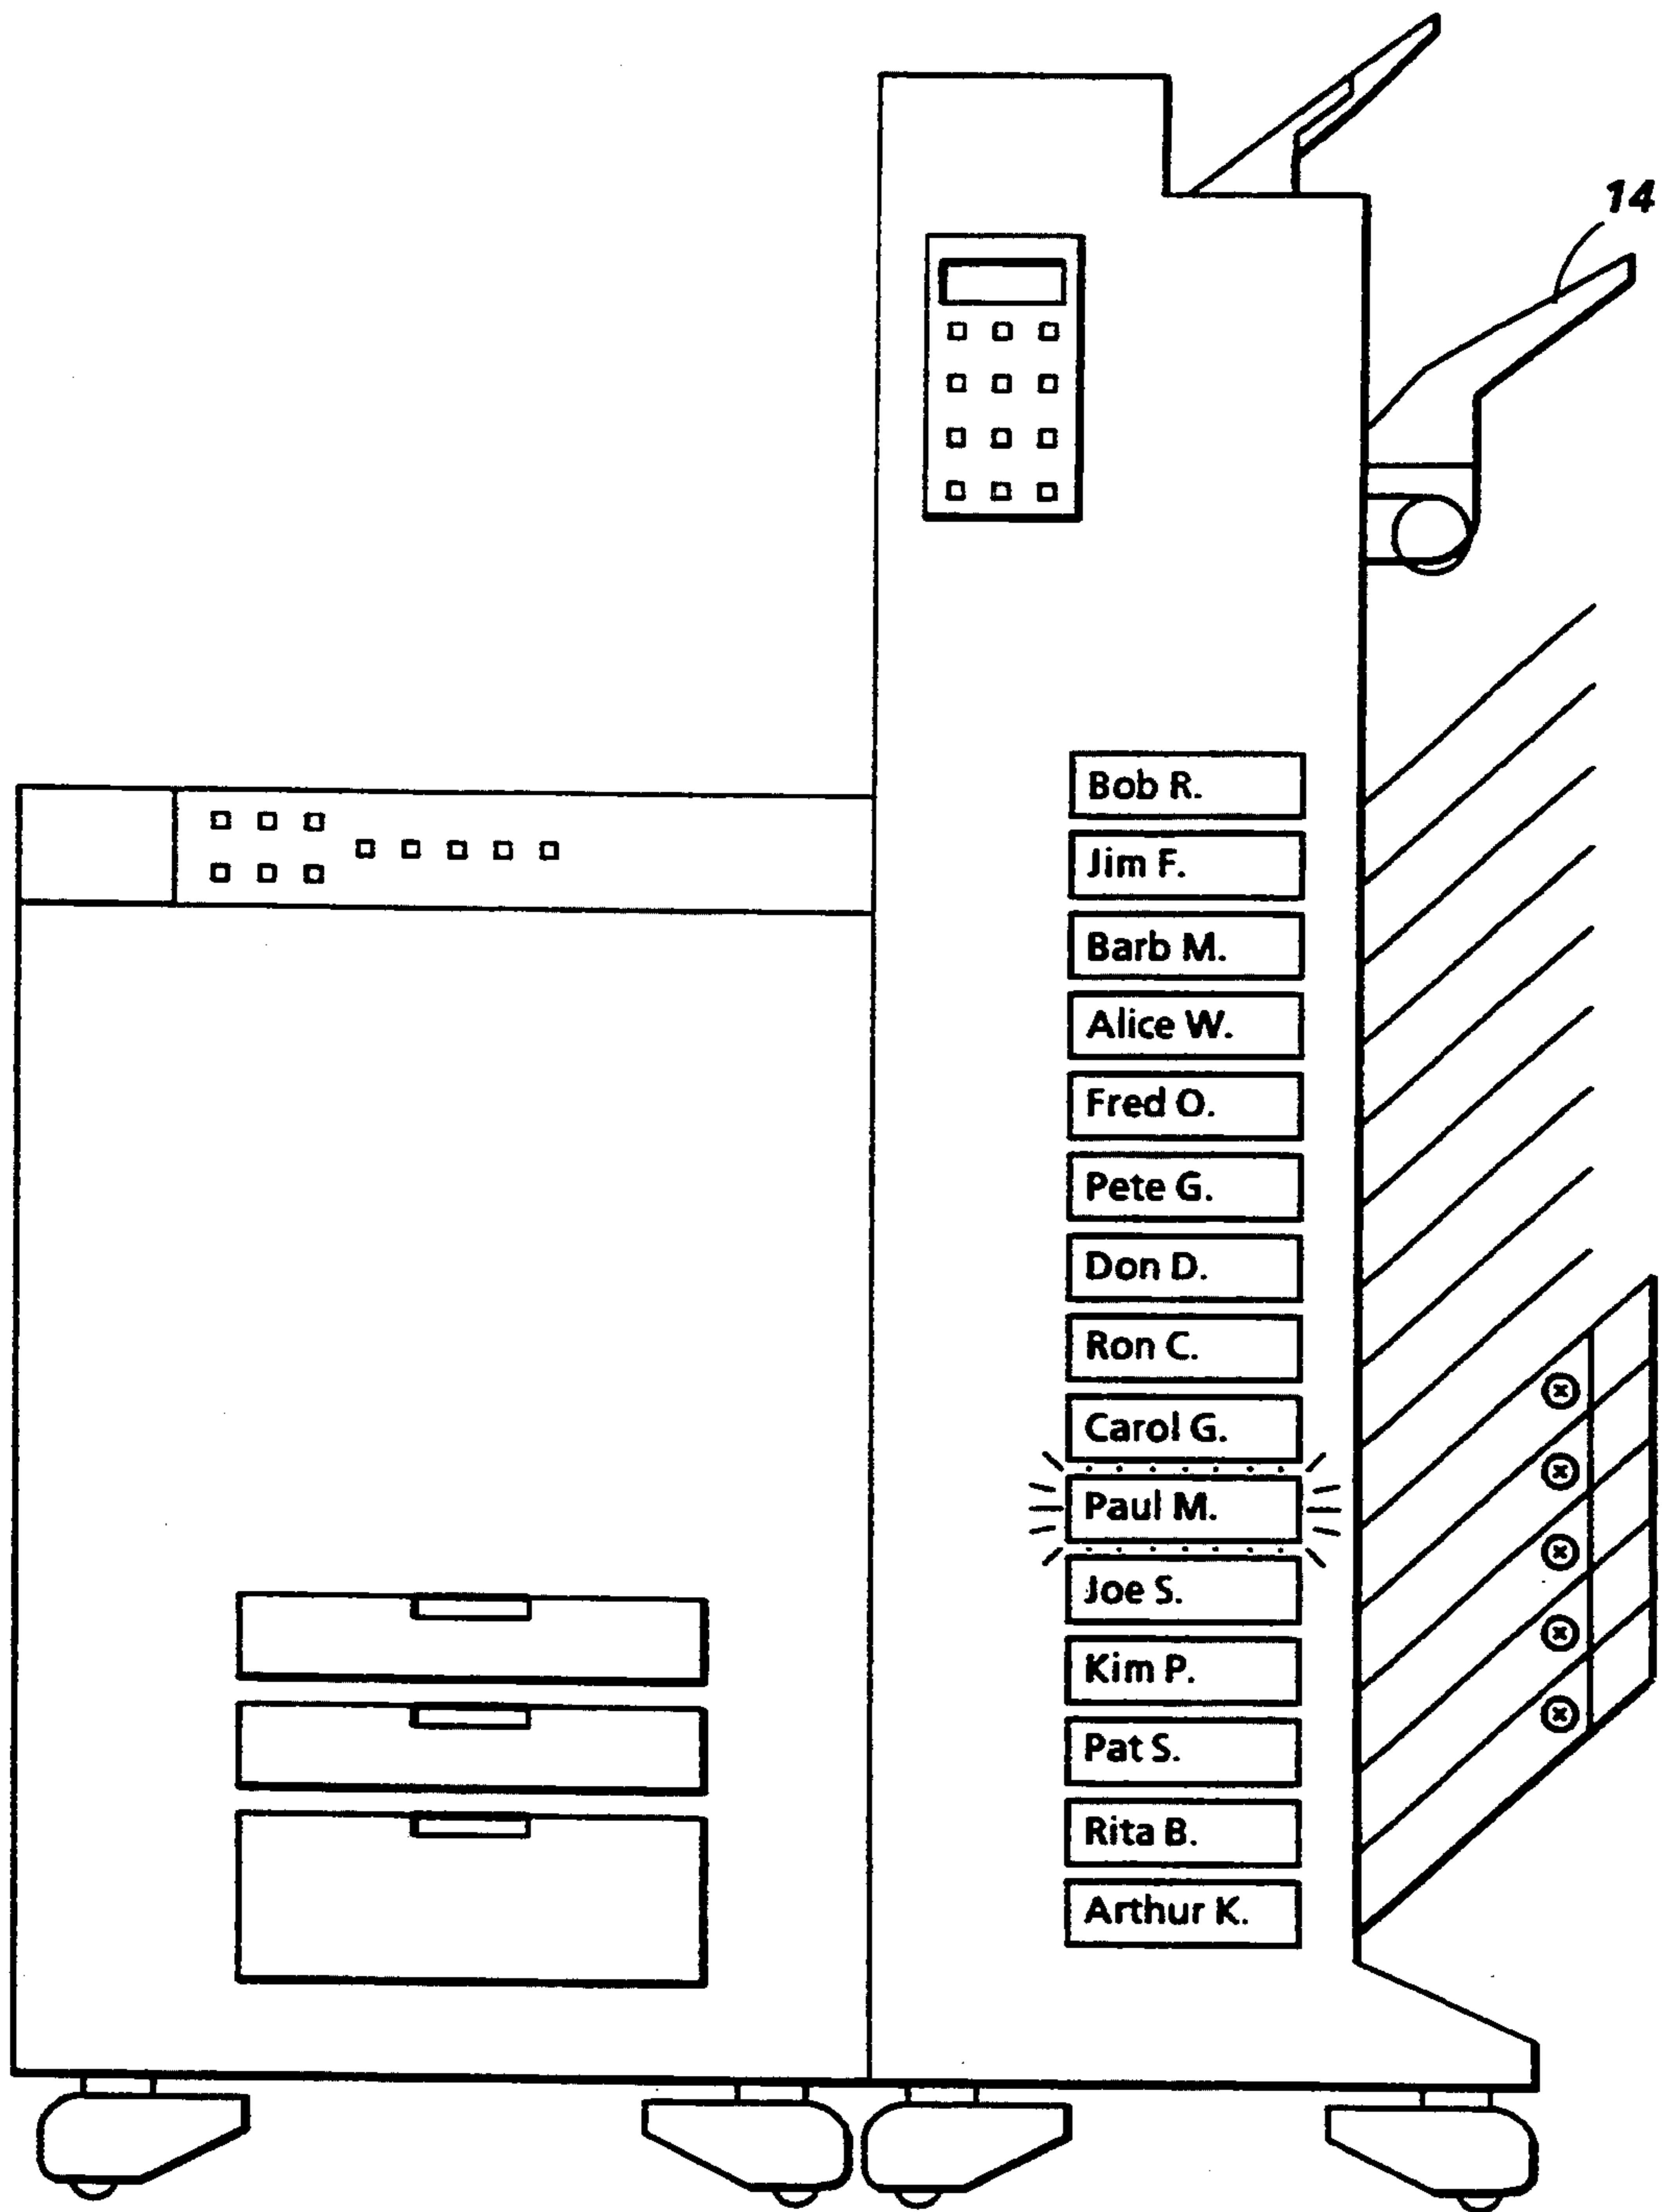 14
Bob R.
Jim F.
Barb M.
Alice W.
Fred O.
Pete G.
Don D.
Ron C.
Carol G.
Paul M.
Joe S.
Kim P.
Pat S.
Rita B.
Arthur K.